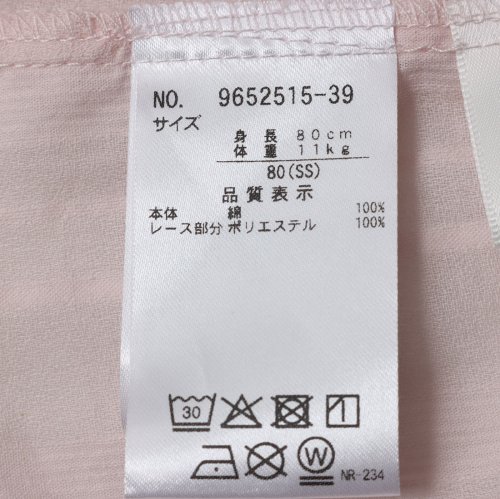 NO. 9652515-39
サイズ
身長 80cm
体重 11kg
80(SS)
品質表示
本体 綿 100%
レース部分 ポリエステル 100%
30
W
NR-234